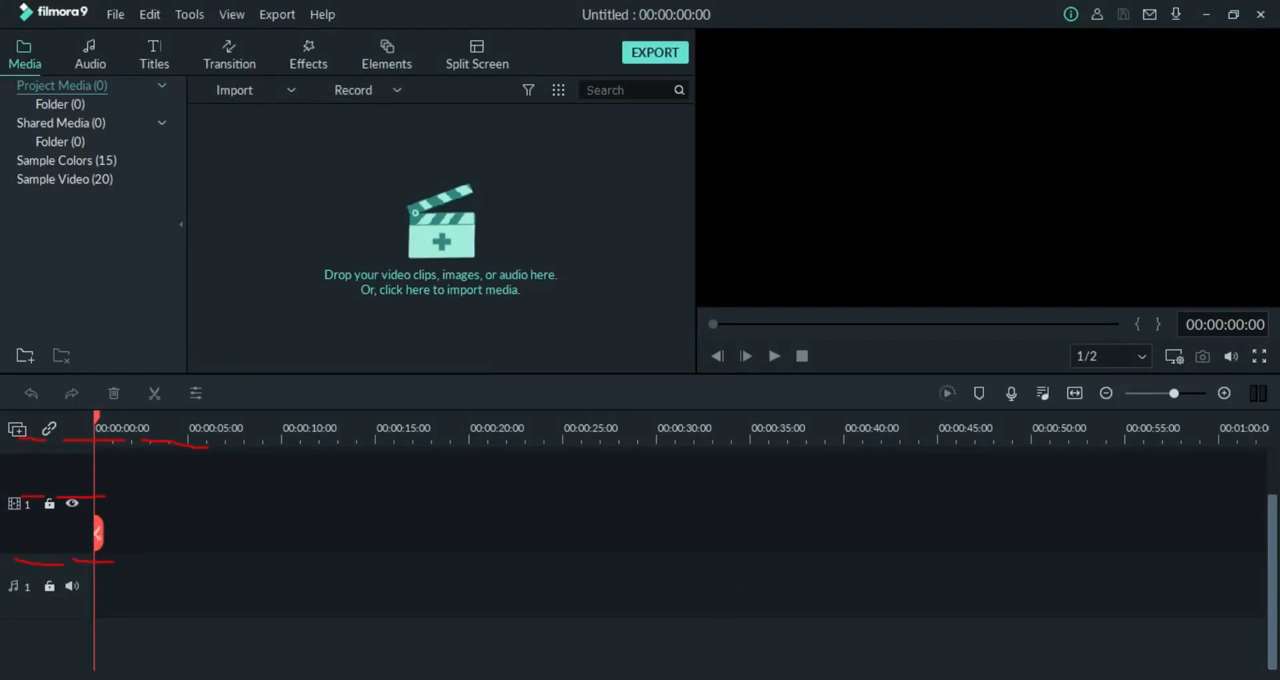 filmora9 File Edit Tools View Export Help Untitled : 00:00:00:00
Media Audio Titles Transition Effects Elements Split Screen EXPORT
Project Media (0)
Folder (0)
Shared Media (0)
Folder (0)
Sample Colors (15)
Sample Video (20)
Import Record Search
Drop your video clips, images, or audio here.
Or, click here to import media.
00:00:00:00
1/2
00:00:00:00 00:00:05:00 00:00:10:00 00:00:15:00 00:00:20:00 00:00:25:00 00:00:30:00 00:00:35:00 00:00:40:00 00:00:45:00 00:00:50:00 00:00:55:00 00:01:00:0
1
1